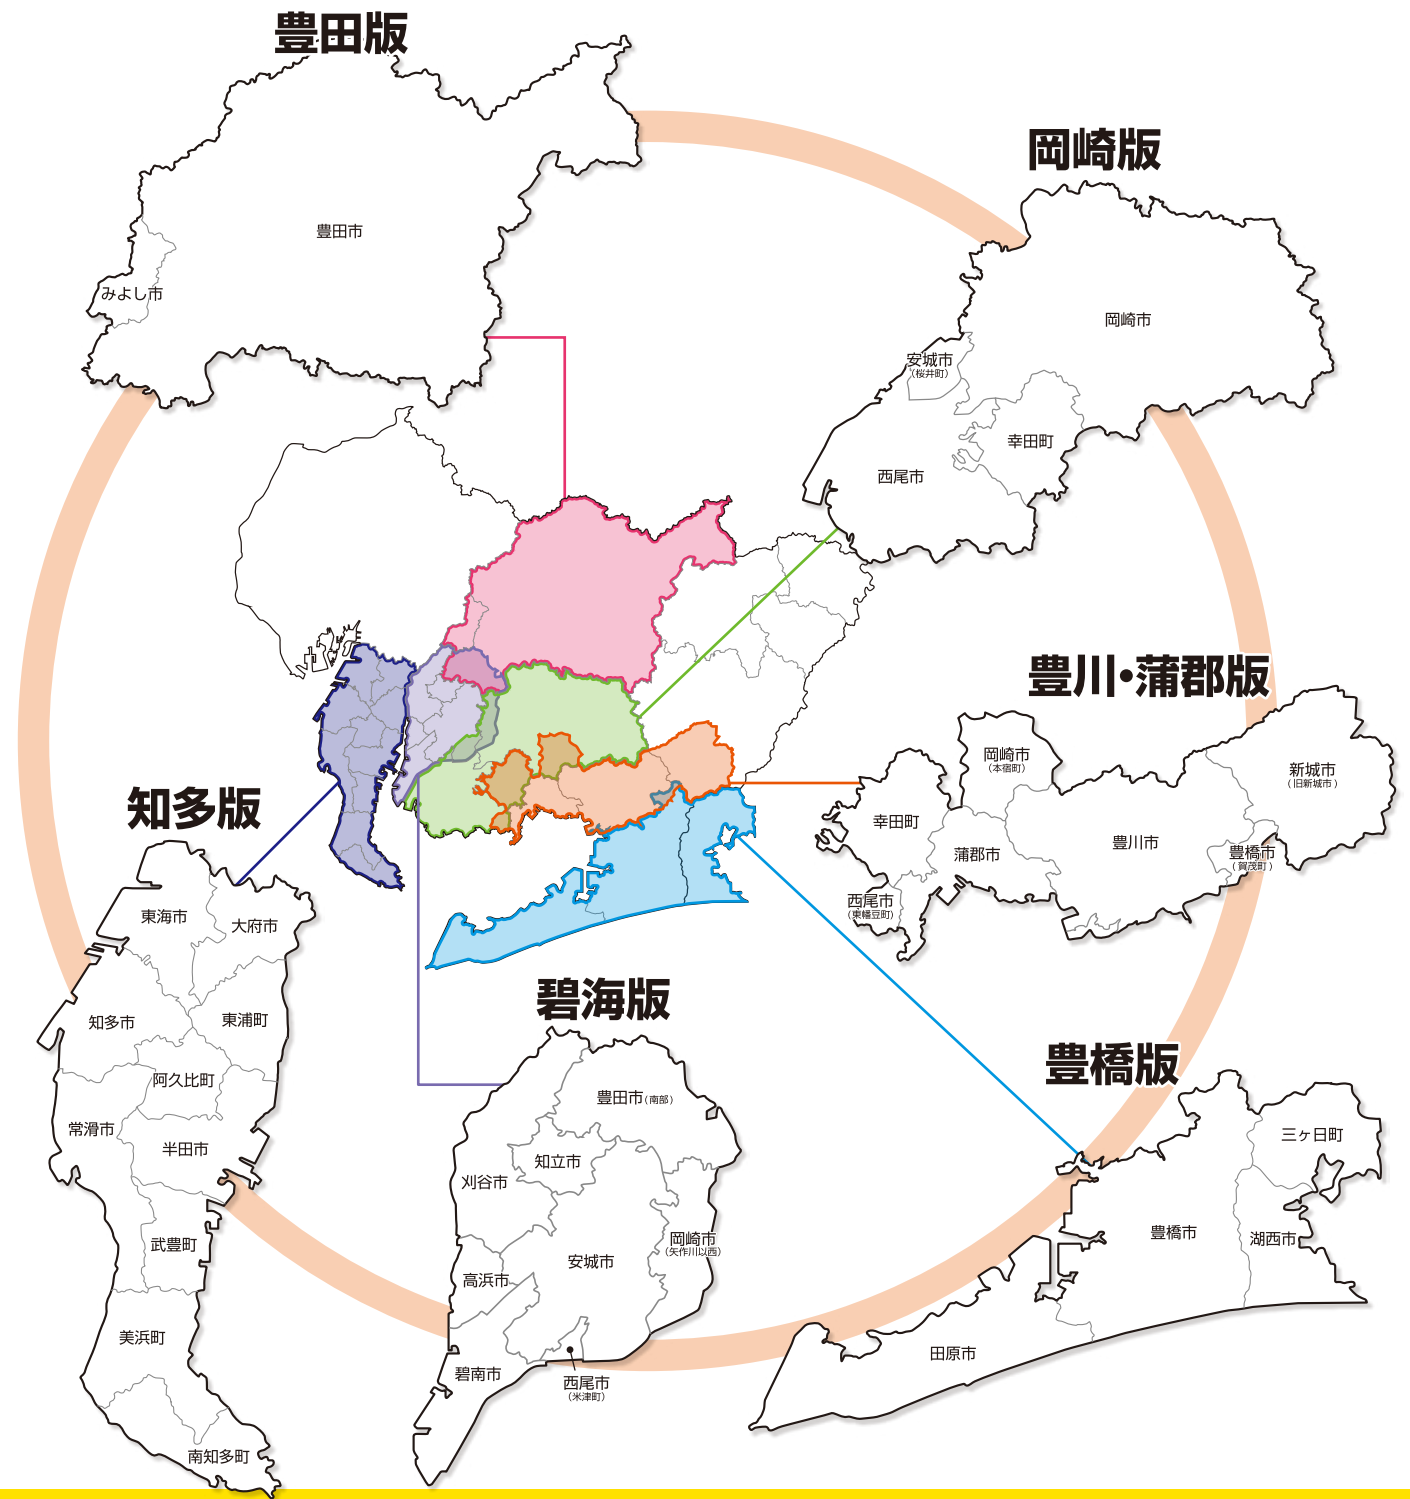 豊田版
豊田市
みよし市
岡崎版
岡崎市
安城市
(桜井町)
幸田町
西尾市
豊川・蒲郡版
岡崎市
(本宿町)
新城市
(旧新城市)
幸田町
蒲郡市
豊川市
豊橋市
(賀茂町)
西尾市
(東幡豆町)
知多版
東海市
大府市
知多市
東浦町
阿久比町
常滑市
半田市
武豊町
美浜町
南知多町
碧海版
豊田市(南部)
知立市
刈谷市
岡崎市
(矢作川以西)
安城市
高浜市
碧南市
西尾市
(米津町)
豊橋版
三ヶ日町
豊橋市
湖西市
田原市